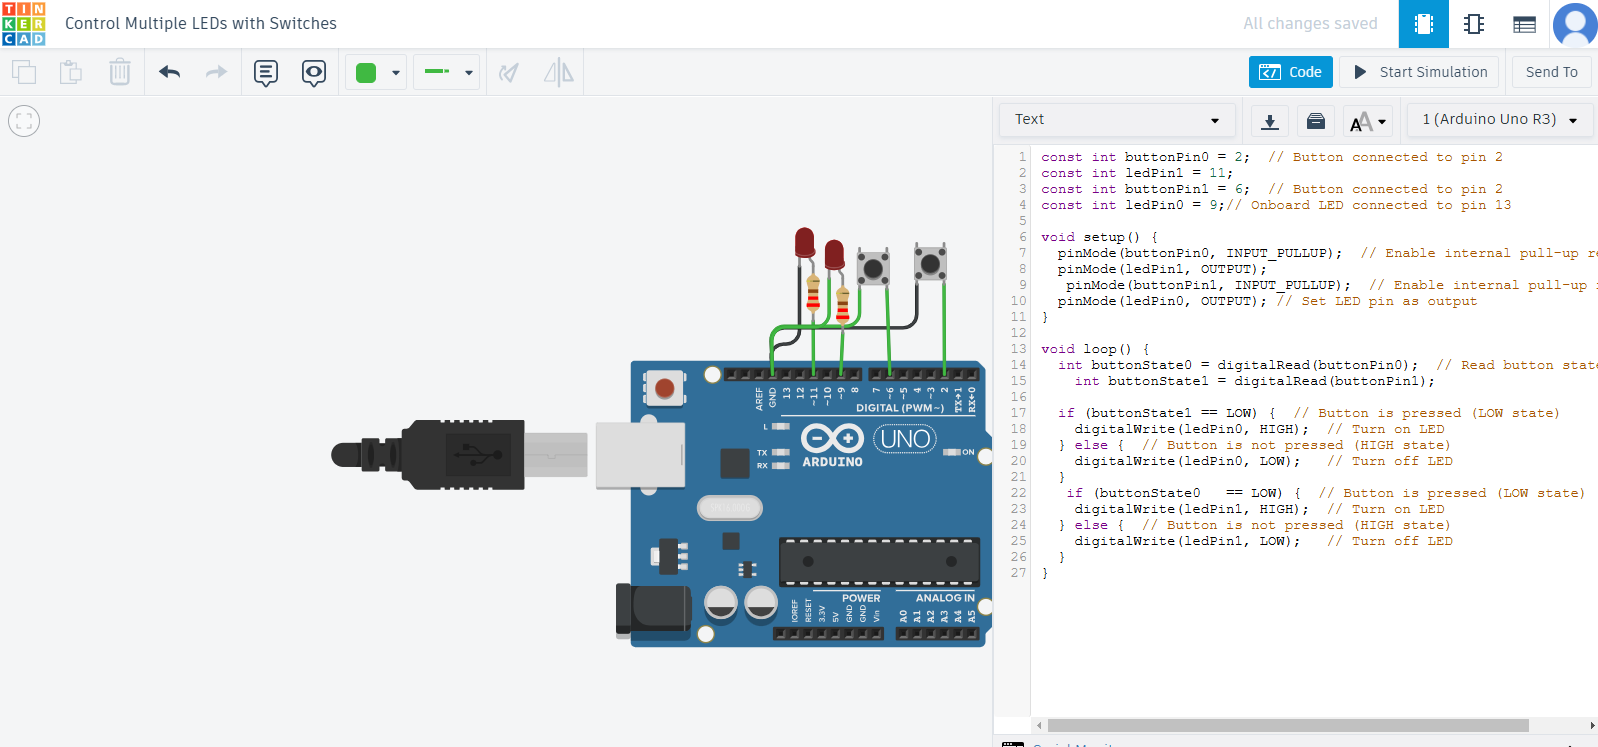 TIN
KER
CAD
Control Multiple LEDs with Switches
All changes saved
Code
Start Simulation
Send To
Text
1 (Arduino Uno R3)
1 const int buttonPin0 = 2;  // Button connected to pin 2
2 const int ledPin1 = 11;
3 const int buttonPin1 = 6;  // Button connected to pin 2
4 const int ledPin0 = 9;// Onboard LED connected to pin 13
5
6 void setup() {
7   pinMode(buttonPin0, INPUT_PULLUP);  // Enable internal pull-up re
8   pinMode(ledPin1, OUTPUT);
9    pinMode(buttonPin1, INPUT_PULLUP);  // Enable internal pull-up
10   pinMode(ledPin0, OUTPUT); // Set LED pin as output
11 }
12
13 void loop() {
14   int buttonState0 = digitalRead(buttonPin0);  // Read button state
15     int buttonState1 = digitalRead(buttonPin1);
16
17   if (buttonState1 == LOW) {  // Button is pressed (LOW state)
18     digitalWrite(ledPin0, HIGH);  // Turn on LED
19   } else {  // Button is not pressed (HIGH state)
20     digitalWrite(ledPin0, LOW);   // Turn off LED
21   }
22    if (buttonState0   == LOW) {  // Button is pressed (LOW state)
23     digitalWrite(ledPin1, HIGH);  // Turn on LED
24   } else {  // Button is not pressed (HIGH state)
25     digitalWrite(ledPin1, LOW);   // Turn off LED
26   }
27 }
AREF
GND
13
12
~11
~10
~9
8
7
~6
~5
4
~3
2
TX→1
RX←0
DIGITAL (PWM~)
L
TX
RX
ARDUINO
UNO
ON
POWER
ANALOG IN
IOREF
RESET
3.3V
5V
GND
GND
Vin
A0
A1
A2
A3
A4
A5